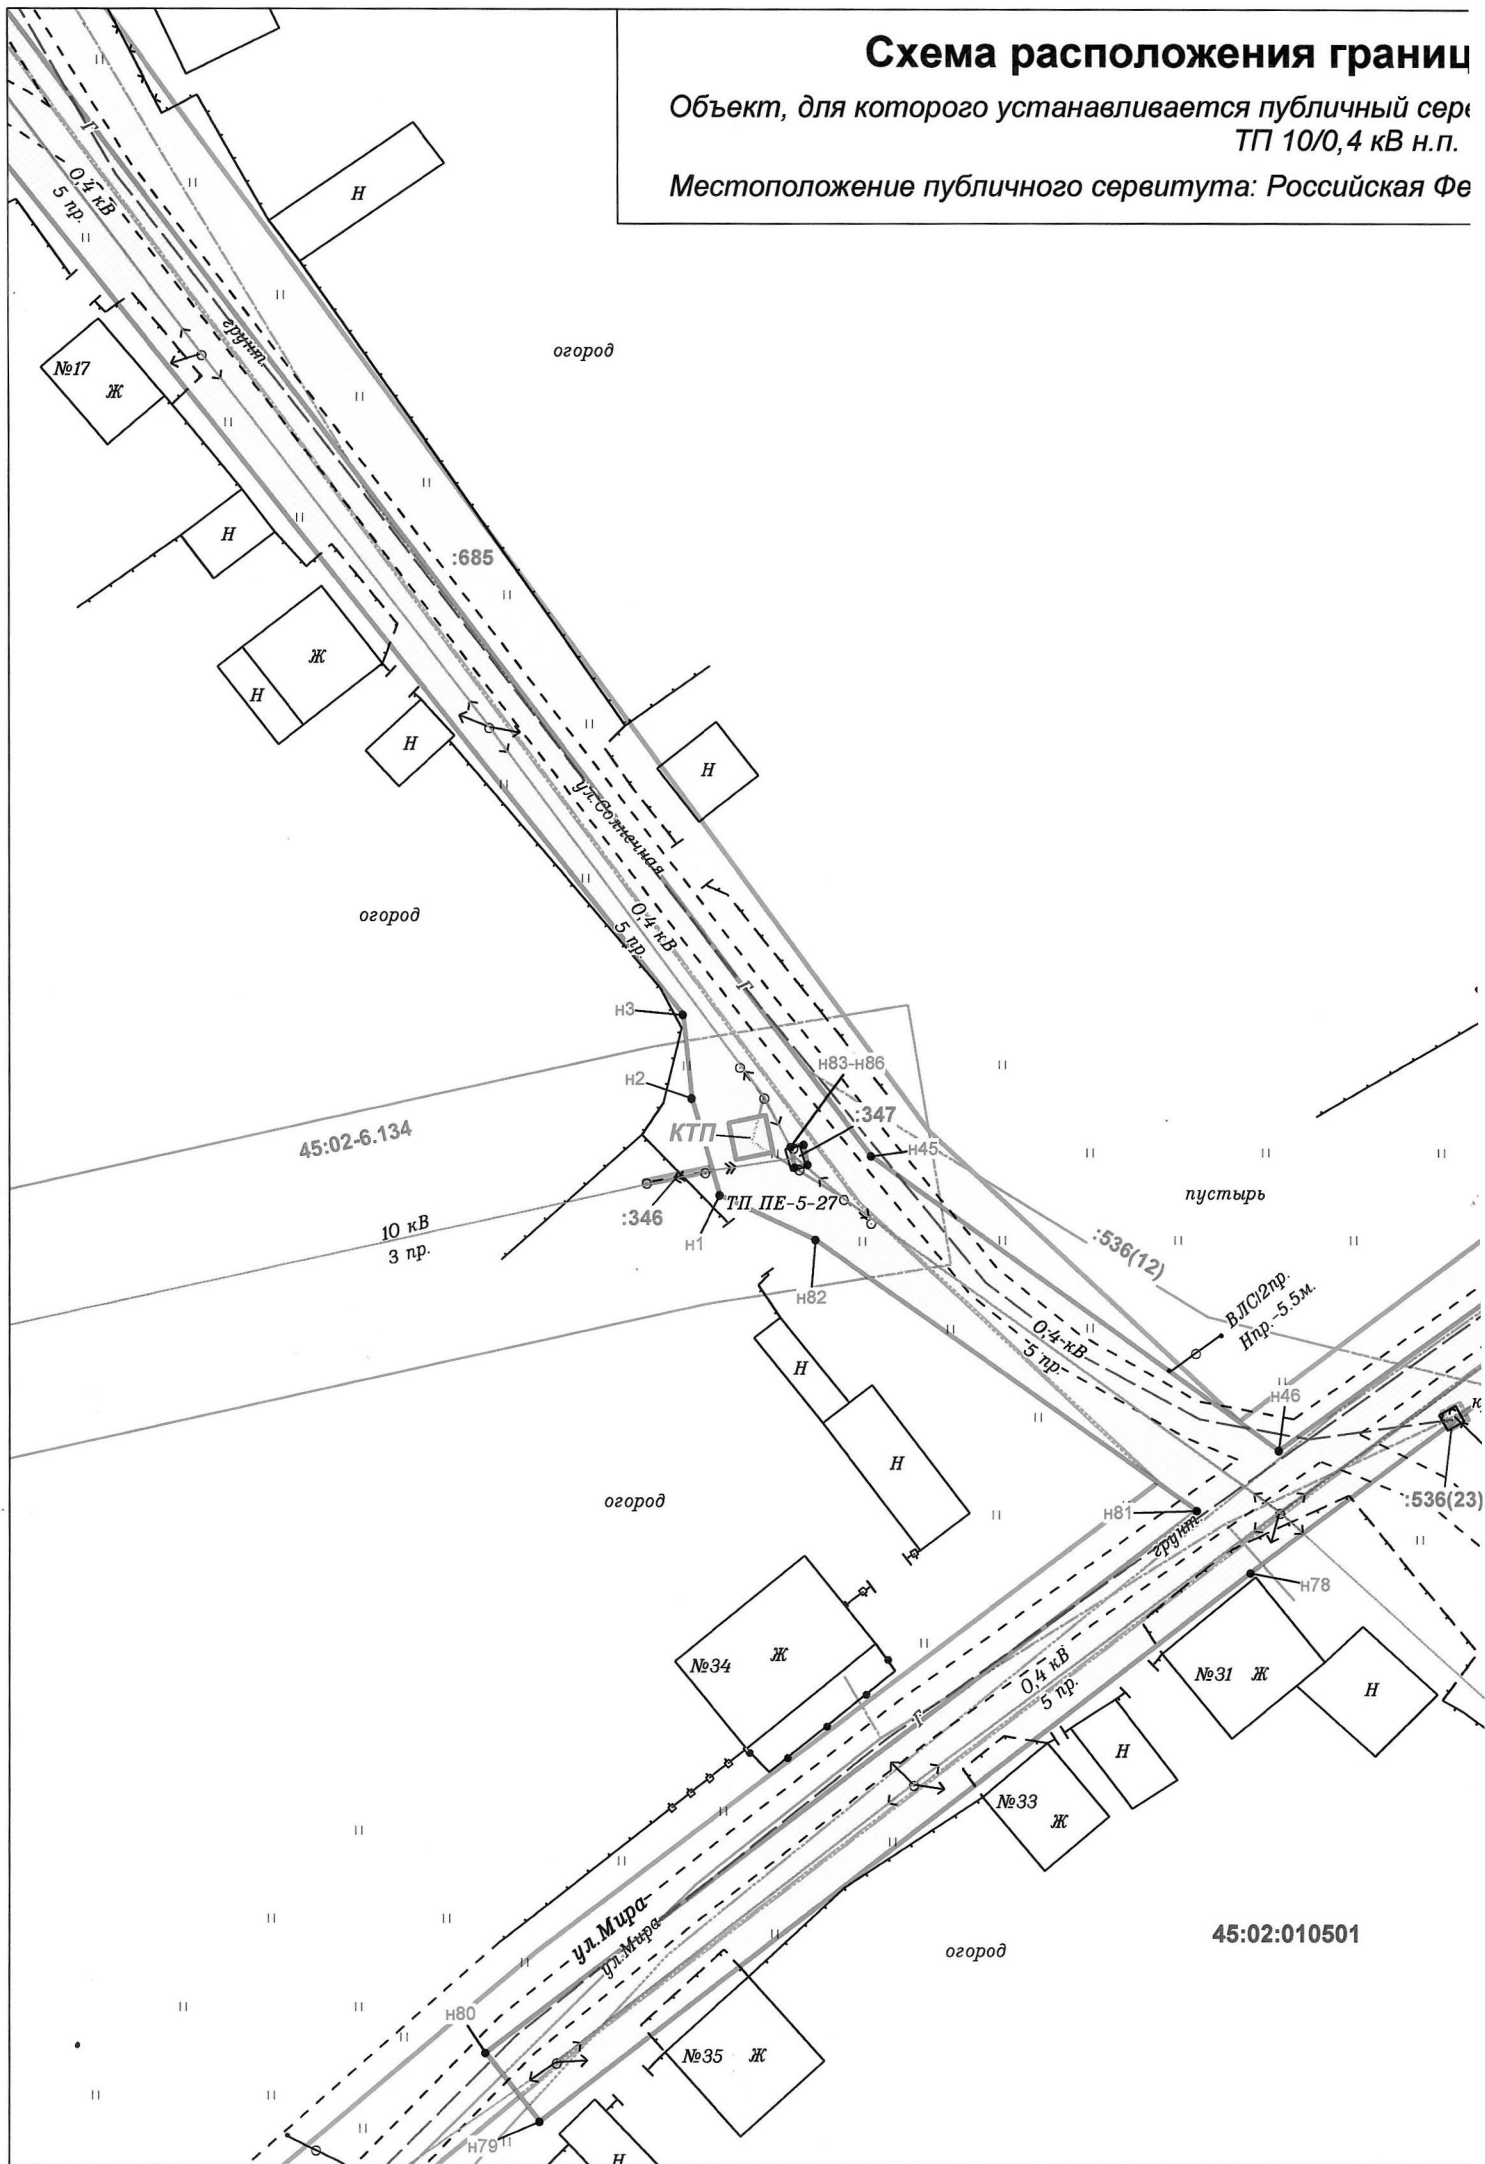 Схема расположения границ
Объект, для которого устанавливается публичный
ТП 10/0,4 кВ н.п.
Местоположение публичного сервитута: Российская Фе
Г
0,4 кВ
5 пр.
Н
грунт.
огород
№17
Ж
Н
:685
Ж
Н
Н
Н
ул.Солнечная
огород
0,4 кВ
5 пр.
Г
н3
н83-н86
н2
:347
45:02-6.134
КТП
н45
пустырь
ТП ПЕ-5-27
:346
10 кВ
3 пр.
н1
:536(12)
н82
ВЛС|2пр.
Нпр.-5.5м.
0,4 кВ
5 пр.
Н
н46
к
Н
огород
:536(23)
н81
грунт.
н78
№34 Ж
0,4 кВ
5 пр.
№31 Ж
Н
Г
Н
№33
Ж
ул.Мира
ул.Мира
45:02:010501
огород
н80
№35 Ж
н79
Н